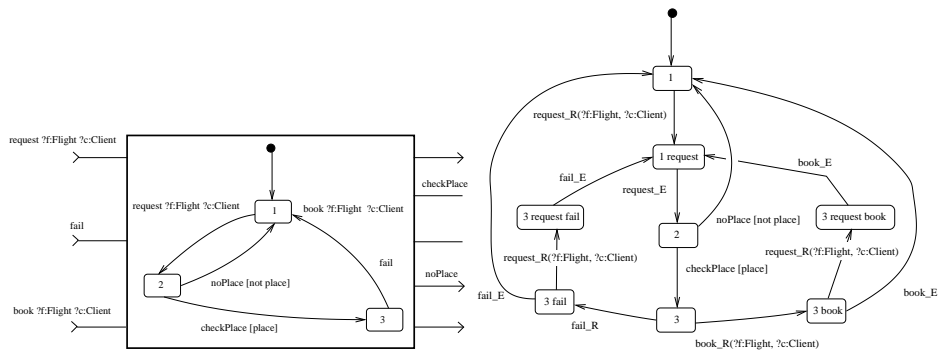 request ?f:Flight ?c:Client
checkPlace
fail
noPlace
book ?f:Flight ?c:Client
1
request ?f:Flight ?c:Client
book ?f:Flight ?c:Client
fail
noPlace [not place]
2
3
checkPlace [place]
1
request_R(?f:Flight, ?c:Client)
1 request
fail_E
request_E
book_E
3 request fail
noPlace [not place]
3 request book
2
request_R(?f:Flight, ?c:Client)
request_R(?f:Flight, ?c:Client)
checkPlace [place]
fail_E
3 fail
book_E
3 book
fail_R
3
book_R(?f:Flight, ?c:Client)